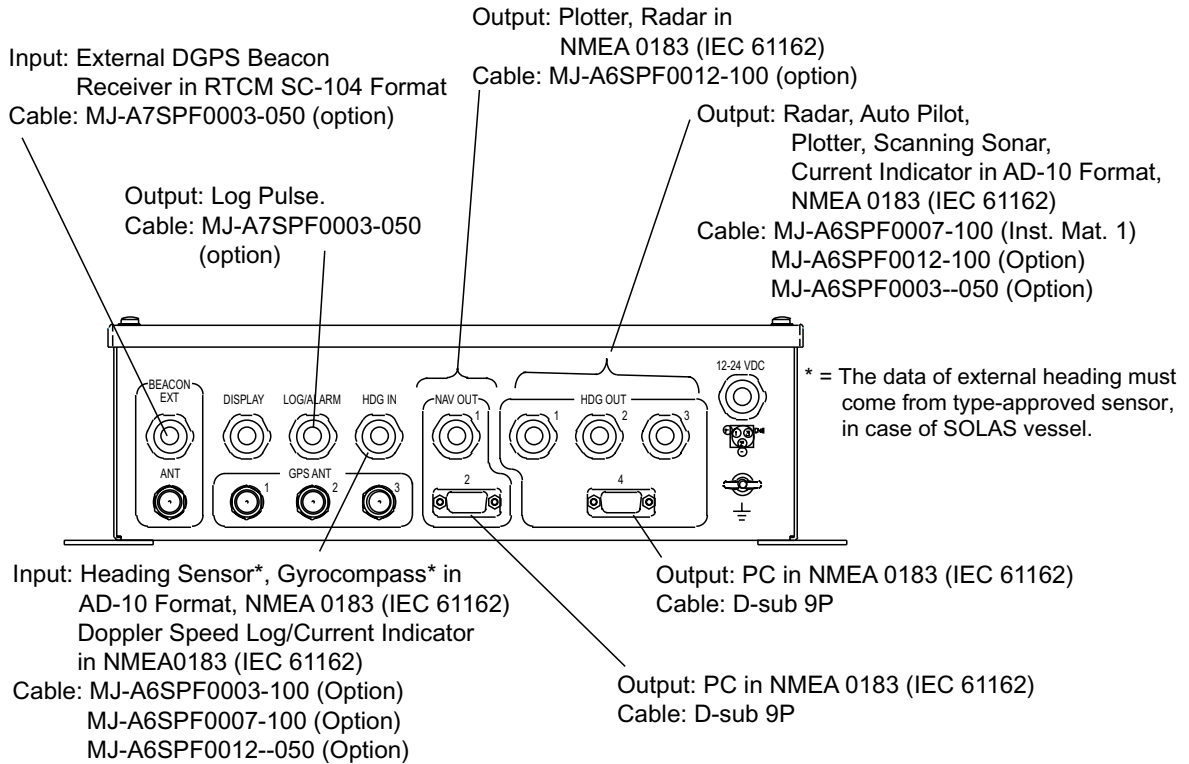 Output: Plotter, Radar in
NMEA 0183 (IEC 61162)
Cable: MJ-A6SPF0012-100 (option)
Input: External DGPS Beacon
Receiver in RTCM SC-104 Format
Cable: MJ-A7SPF0003-050 (option)
Output: Radar, Auto Pilot,
Plotter, Scanning Sonar,
Current Indicator in AD-10 Format,
NMEA 0183 (IEC 61162)
Cable: MJ-A6SPF0007-100 (Inst. Mat. 1)
MJ-A6SPF0012-100 (Option)
MJ-A6SPF0003--050 (Option)
Output: Log Pulse.
Cable: MJ-A7SPF0003-050
(option)
12-24 VDC
* = The data of external heading must
come from type-approved sensor,
in case of SOLAS vessel.
BEACON
EXT
DISPLAY
LOG/ALARM
HDG IN
NAV OUT
1
HDG OUT
1
2
3
ANT
GPS ANT
1
2
3
2
4
Input: Heading Sensor*, Gyrocompass* in
AD-10 Format, NMEA 0183 (IEC 61162)
Doppler Speed Log/Current Indicator
in NMEA0183 (IEC 61162)
Cable: MJ-A6SPF0003-100 (Option)
MJ-A6SPF0007-100 (Option)
MJ-A6SPF0012--050 (Option)
Output: PC in NMEA 0183 (IEC 61162)
Cable: D-sub 9P
Output: PC in NMEA 0183 (IEC 61162)
Cable: D-sub 9P